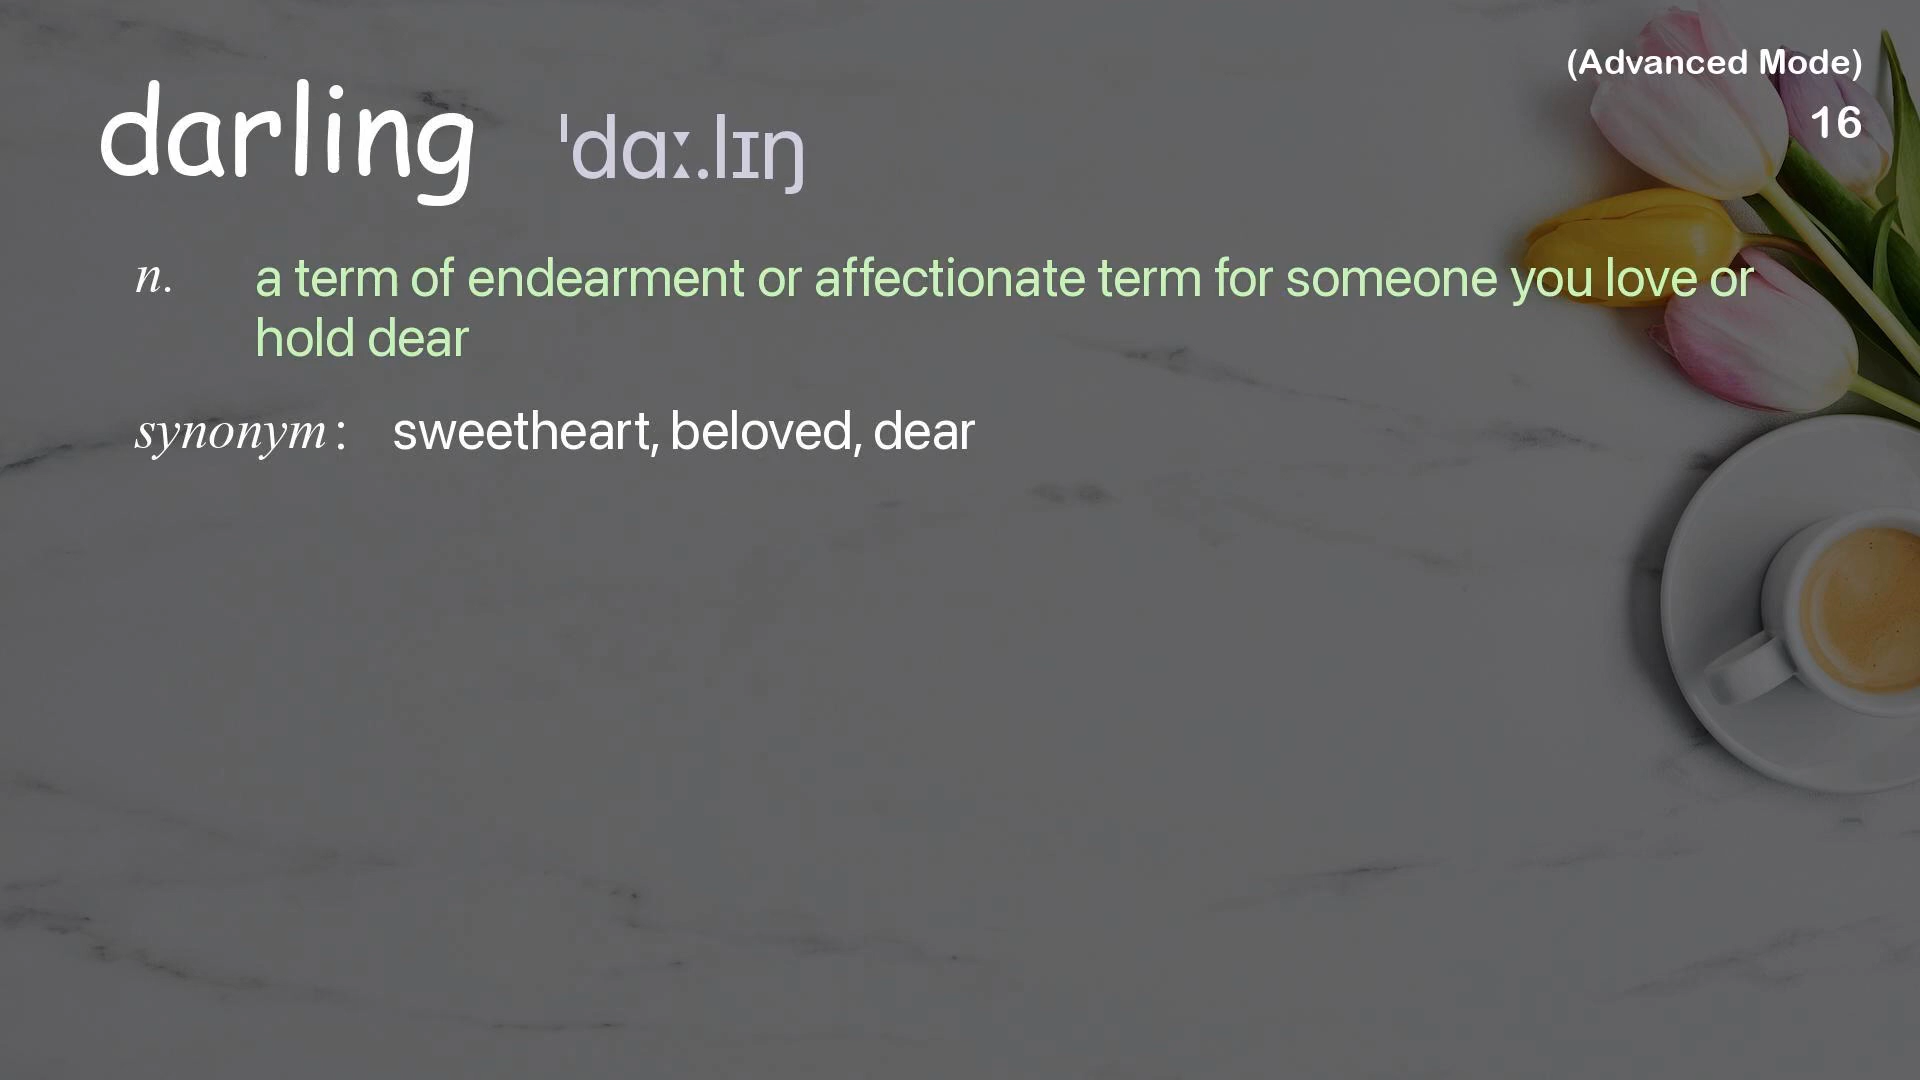 (Advanced Mode)
16
darling ˈdɑː.lɪŋ
n. a term of endearment or affectionate term for someone you love or
hold dear
synonym: sweetheart, beloved, dear